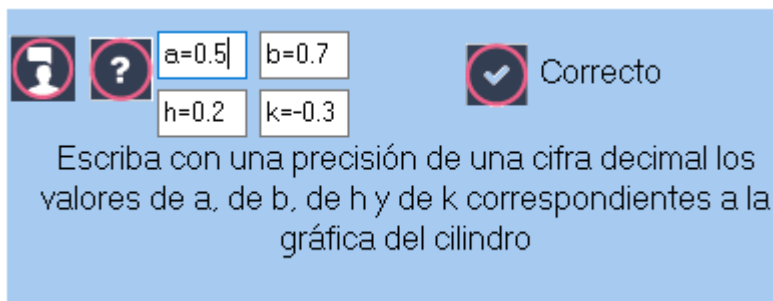 ?
a=0.5
b=0.7
h=0.2
k=-0.3
Correcto
Escriba con una precisión de una cifra decimal los
valores de a, de b, de h y de k correspondientes a la
gráfica del cilindro